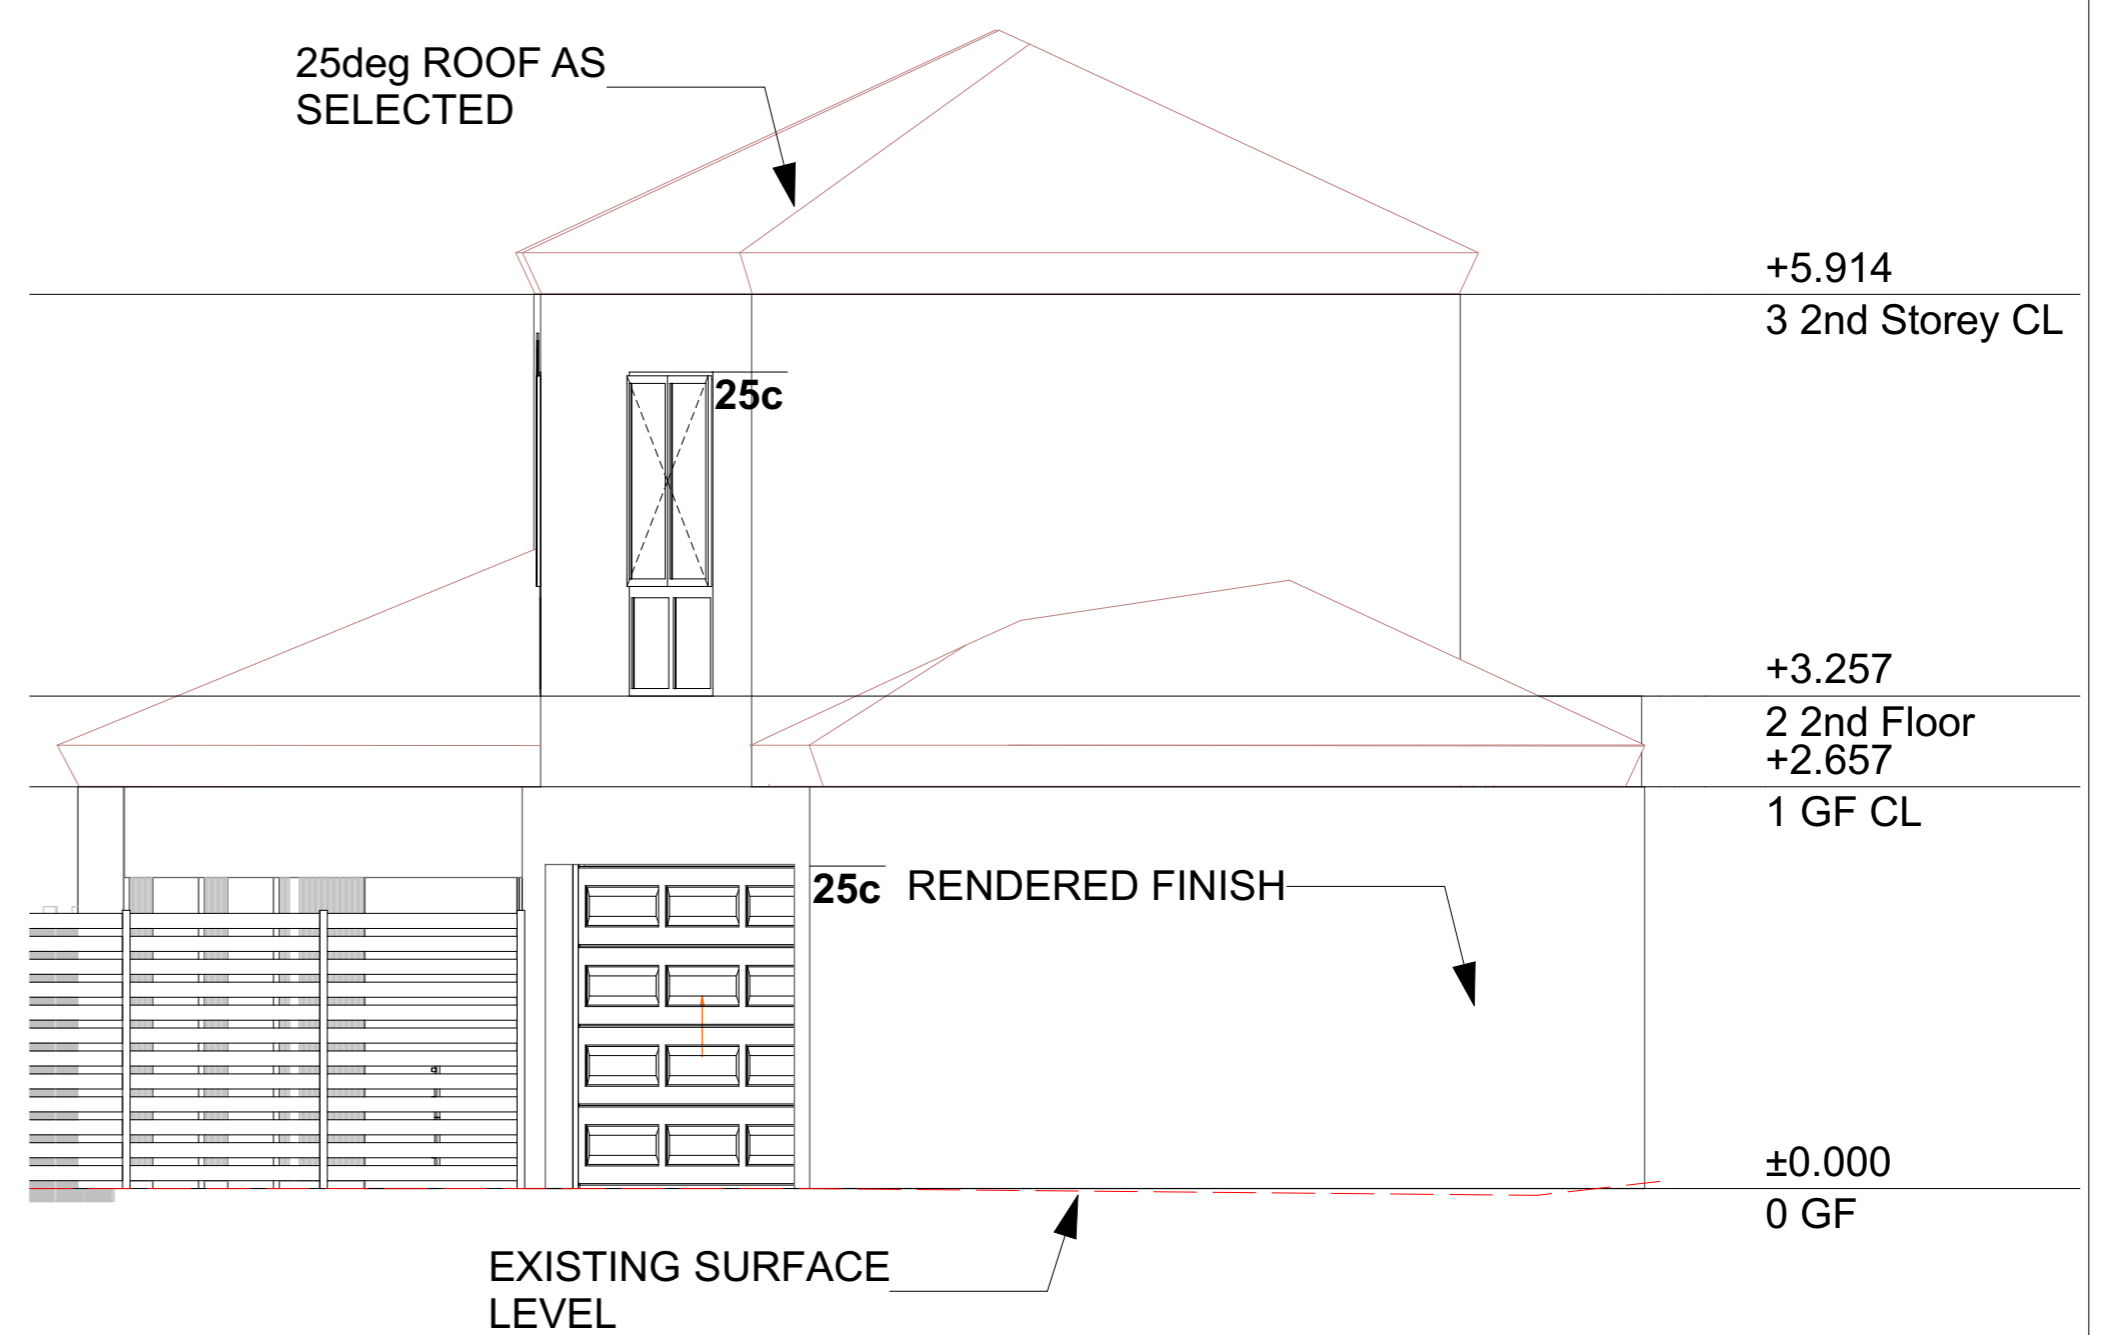 25deg ROOF AS
SELECTED
+5.914
3 2nd Storey CL
25c
+3.257
2 2nd Floor
+2.657
1 GF CL
25c
RENDERED FINISH
±0.000
0 GF
EXISTING SURFACE
LEVEL